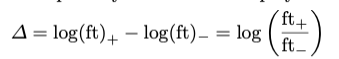 Δ = log(ft)₊ − log(ft)₋ = log (ft₊ / ft₋)